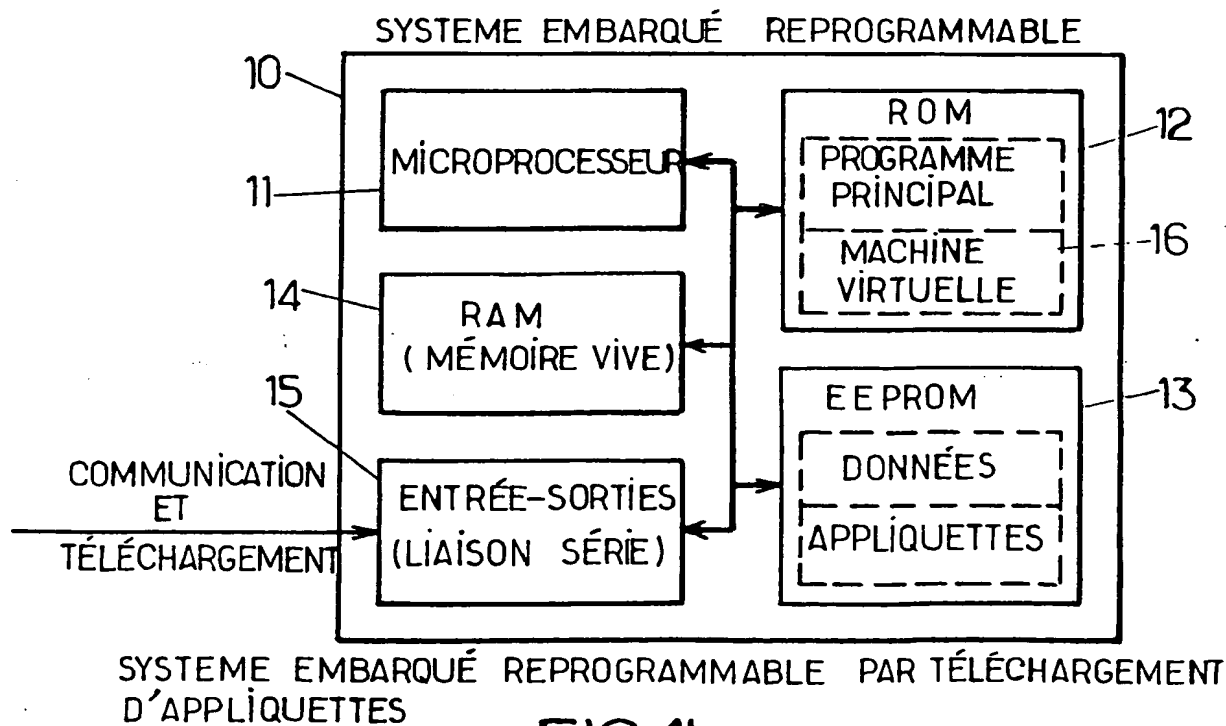 SYSTEME EMBARQUÉ REPROGRAMMABLE
10
MICROPROCESSEUR
11
ROM
12
PROGRAMME
PRINCIPAL
16
MACHINE
VIRTUELLE
14
RAM
(MÉMOIRE VIVE)
15
EEPROM
13
DONNÉES
APPLIQUETTES
COMMUNICATION
ET
TÉLÉCHARGEMENT
ENTRÉE-SORTIES
(LIAISON SÉRIE)
SYSTEME EMBARQUÉ REPROGRAMMABLE PAR TÉLÉCHARGEMENT
D'APPLIQUETTES